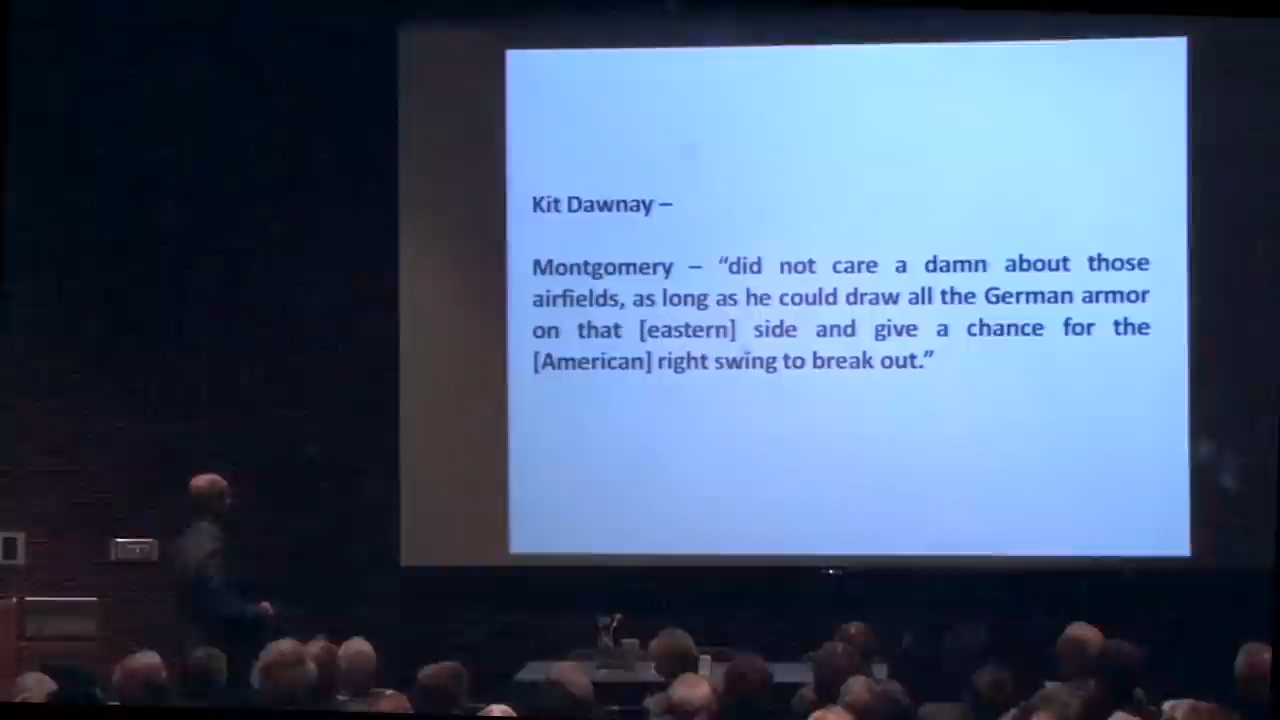 Kit Dawnay –
Montgomery – “did not care a damn about those
airfields, as long as he could draw all the German armor
on that [eastern] side and give a chance for the
[American] right swing to break out.”